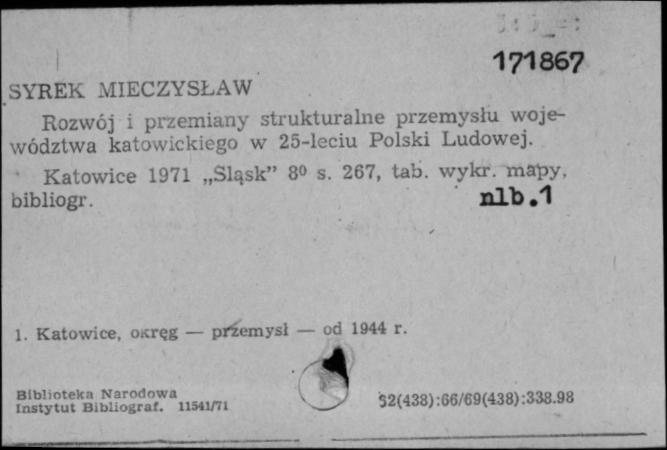 171867
SYREK MIECZYSŁAW
Rozwój i przemiany strukturalne przemysłu woje-
wództwa katowickiego w 25-leciu Polski Ludowej.
Katowice 1971 „Śląsk” 8⁰ s. 267, tab. wykr. mapy,
bibliogr. nlb.1
1. Katowice, okręg — przemysł — od 1944 r.
Biblioteka Narodowa
Instytut Bibliograf. 11541/71 32(438):66/69(438):338.98